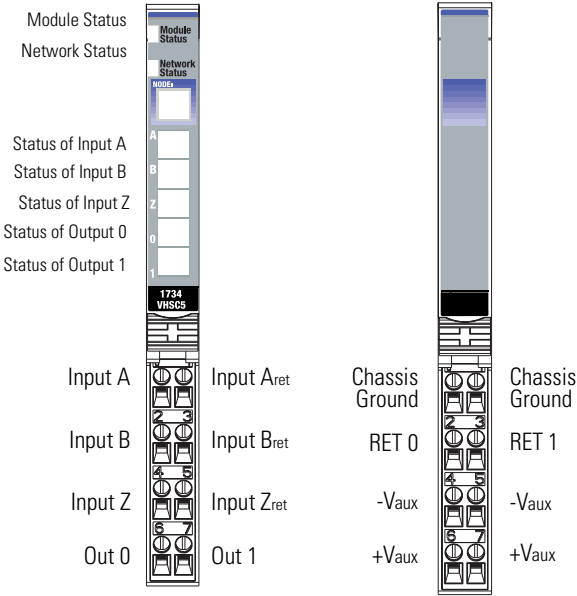 Module Status
Network Status
Module
Status
Network
Status
NODE:
Status of Input A
Status of Input B
Status of Input Z
Status of Output 0
Status of Output 1
A
B
Z
0
1
1734
VHSC5
Input A
Input Aret
2 3
Input B
Input Bret
4 5
Input Z
Input Zret
6 7
Out 0
Out 1
Chassis
Ground
Chassis
Ground
2 3
RET 0
RET 1
4 5
-Vaux
-Vaux
6 7
+Vaux
+Vaux